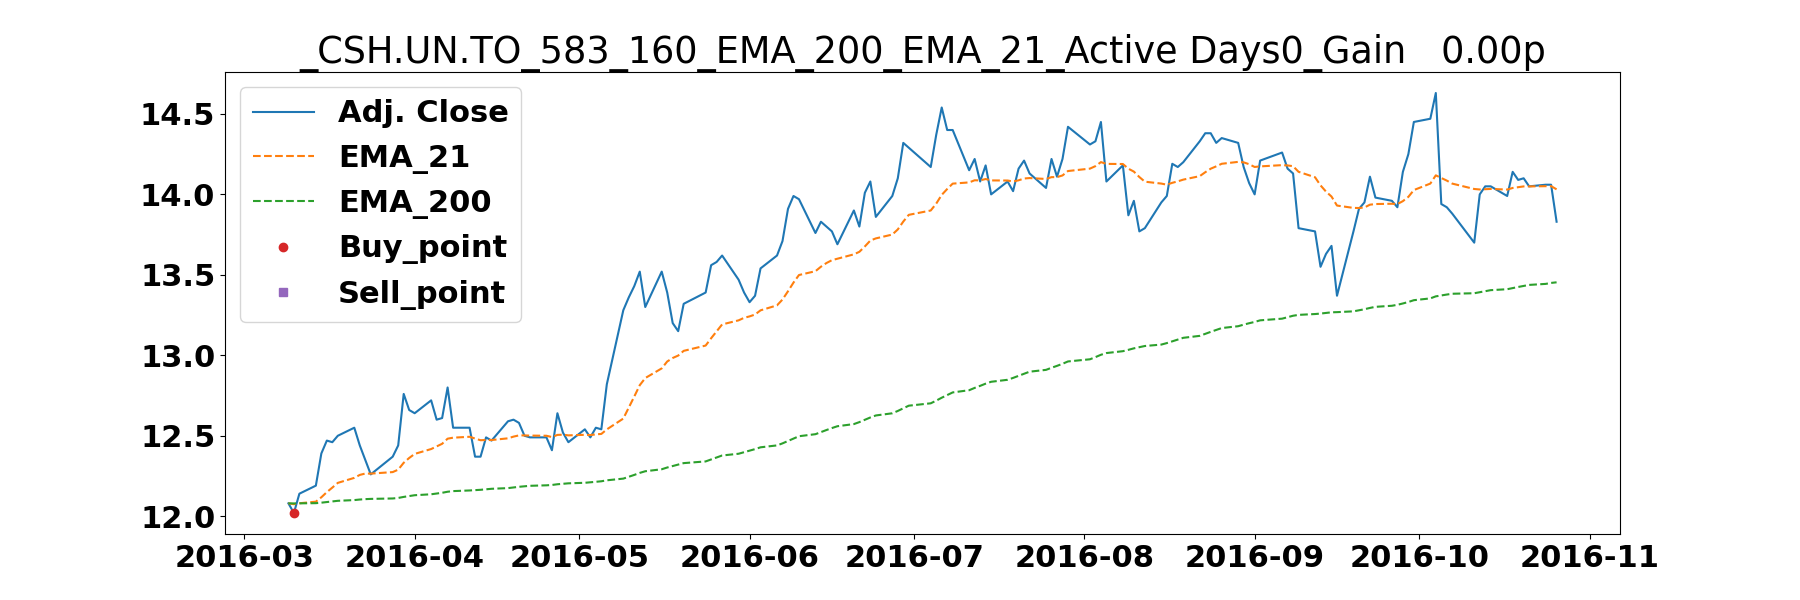 _CSH.UN.TO_583_160_EMA_200_EMA_21_Active Days0_Gain   0.00p
Adj. Close
EMA_21
EMA_200
Buy_point
Sell_point
14.5
14.0
13.5
13.0
12.5
12.0
2016-03 2016-04 2016-05 2016-06 2016-07 2016-08 2016-09 2016-10 2016-11